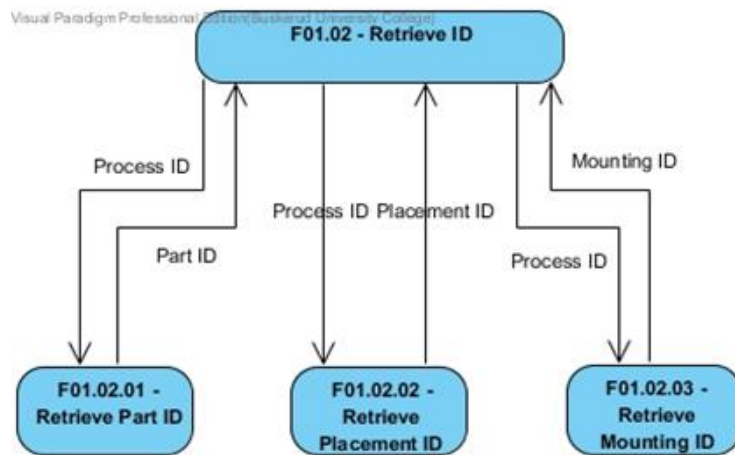 Visual Paradigm Professional Edition(Buskerud University College)
F01.02 - Retrieve ID
Process ID
Mounting ID
Process ID
Placement ID
Part ID
Process ID
F01.02.01 -
Retrieve Part ID
F01.02.02 -
Retrieve
Placement ID
F01.02.03 -
Retrieve
Mounting ID